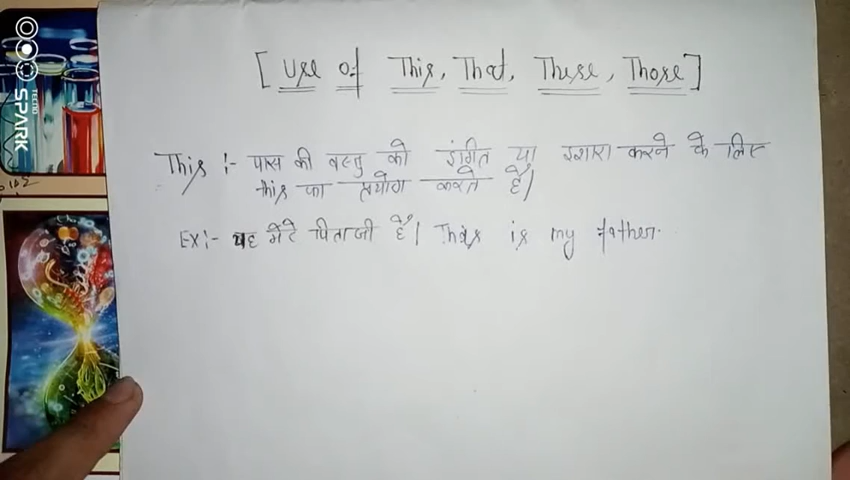 [ Use of This, That, These, Those ]
This :- पास की वस्तु को इंगित या इशारा करने के लिए
this का प्रयोग करते हैं।
Ex:- यह मेरे पिताजी हैं। This is my father.
SPARK
TECNO